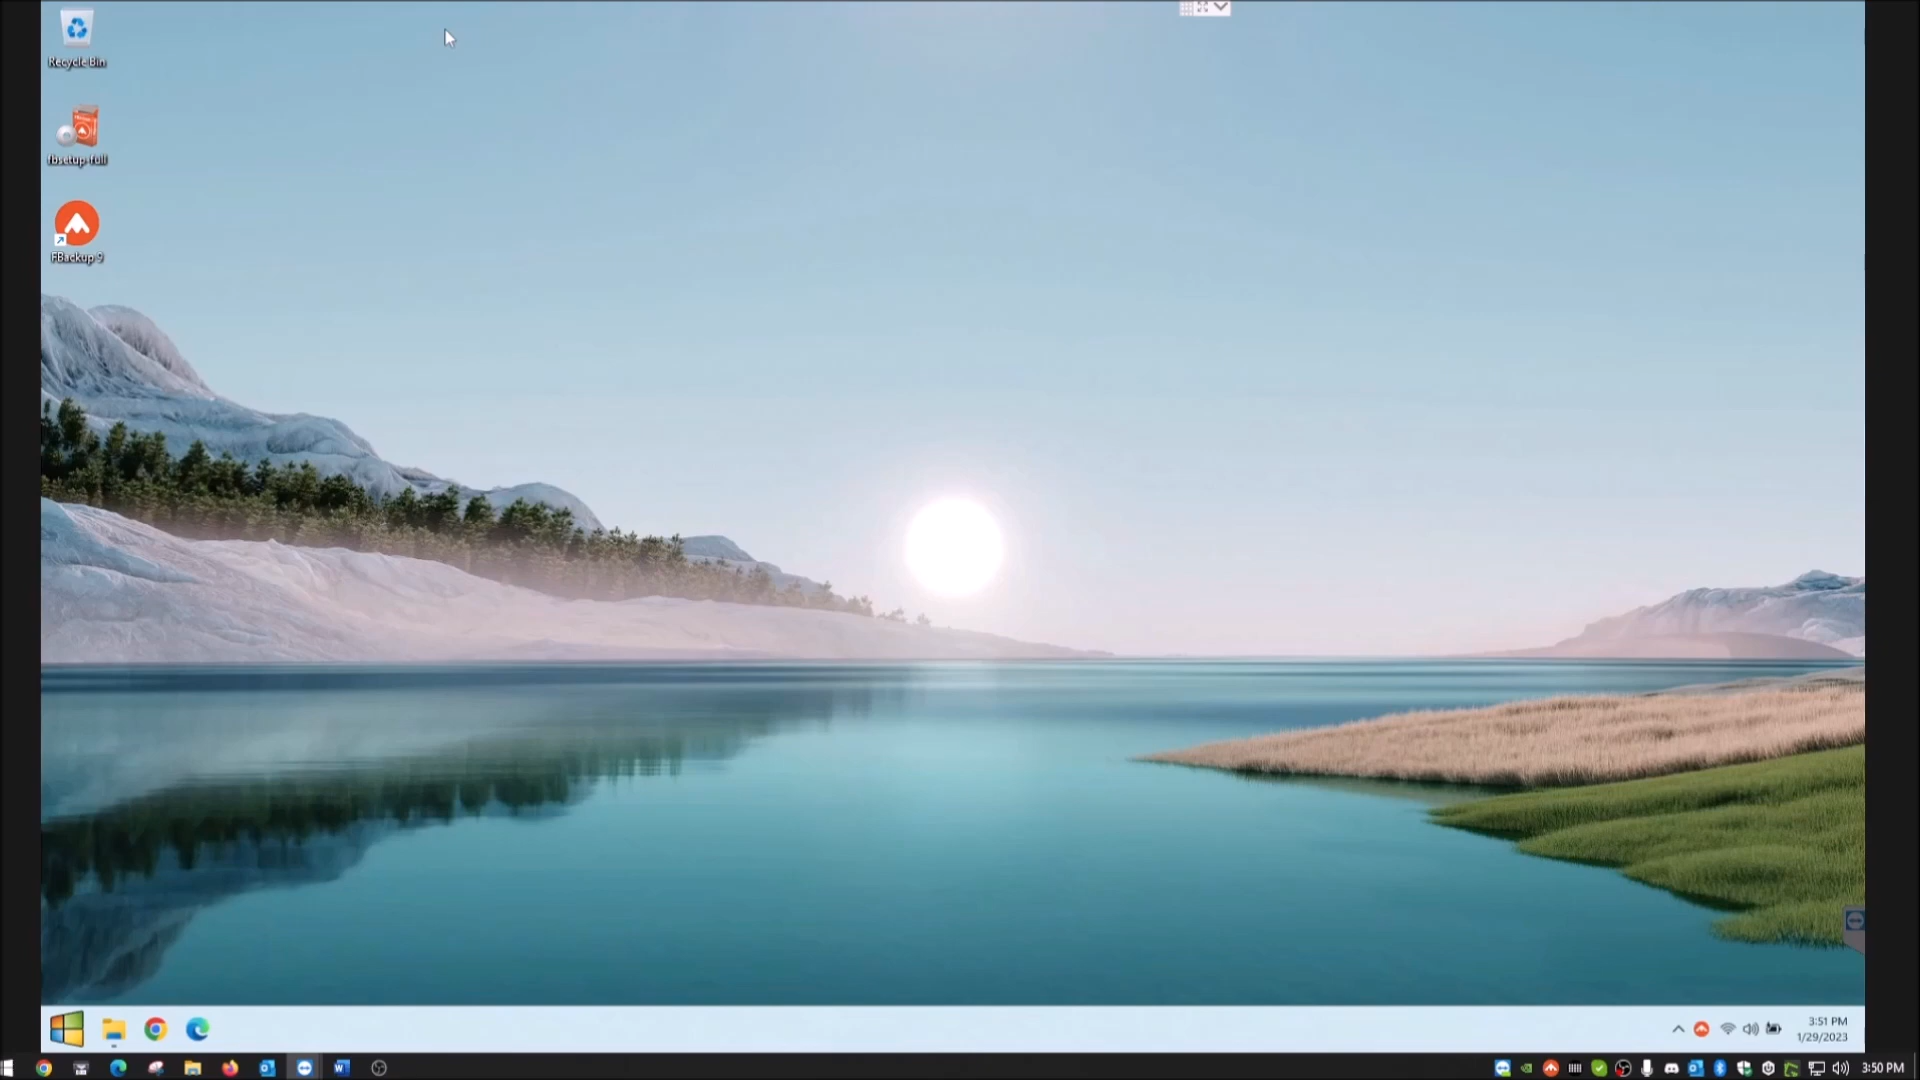 Recycle Bin
fbsetup-full
FBackup 9
3:51 PM
1/29/2023
3:50 PM